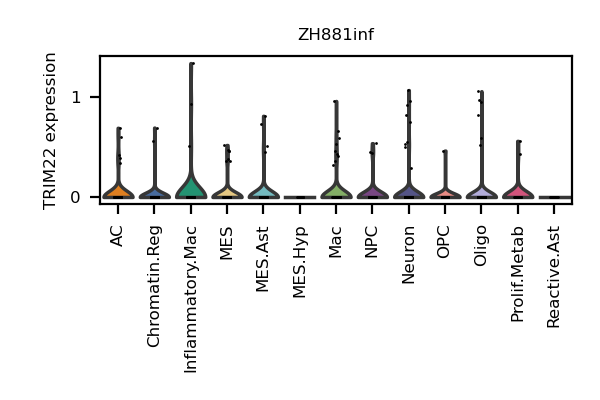 ZH881inf
TRIM22 expression
1
0
AC
Chromatin.Reg
Inflammatory.Mac
MES
MES.Ast
MES.Hyp
Mac
NPC
Neuron
OPC
Oligo
Prolif.Metab
Reactive.Ast